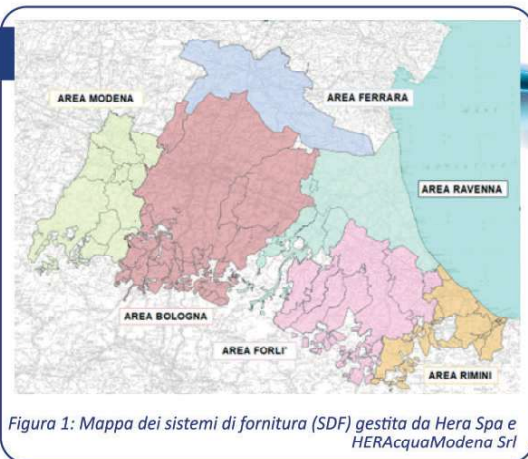 AREA MODENA
AREA FERRARA
AREA RAVENNA
AREA BOLOGNA
AREA FORLI'
AREA RIMINI
Figura 1: Mappa dei sistemi di fornitura (SDF) gestita da Hera Spa e
HERAcquaModena Srl